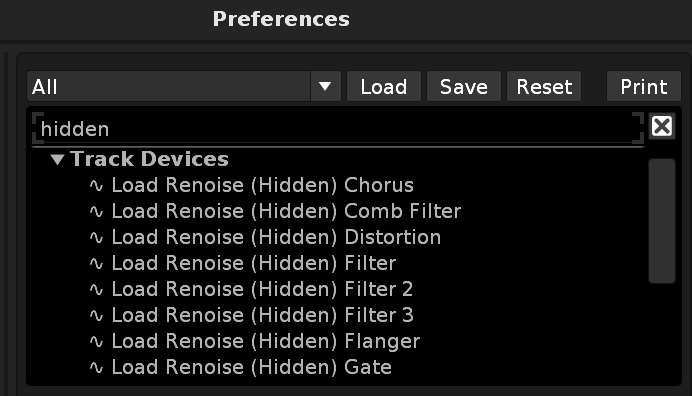 Preferences
All Load Save Reset Print
hidden
Track Devices
Load Renoise (Hidden) Chorus
Load Renoise (Hidden) Comb Filter
Load Renoise (Hidden) Distortion
Load Renoise (Hidden) Filter
Load Renoise (Hidden) Filter 2
Load Renoise (Hidden) Filter 3
Load Renoise (Hidden) Flanger
Load Renoise (Hidden) Gate